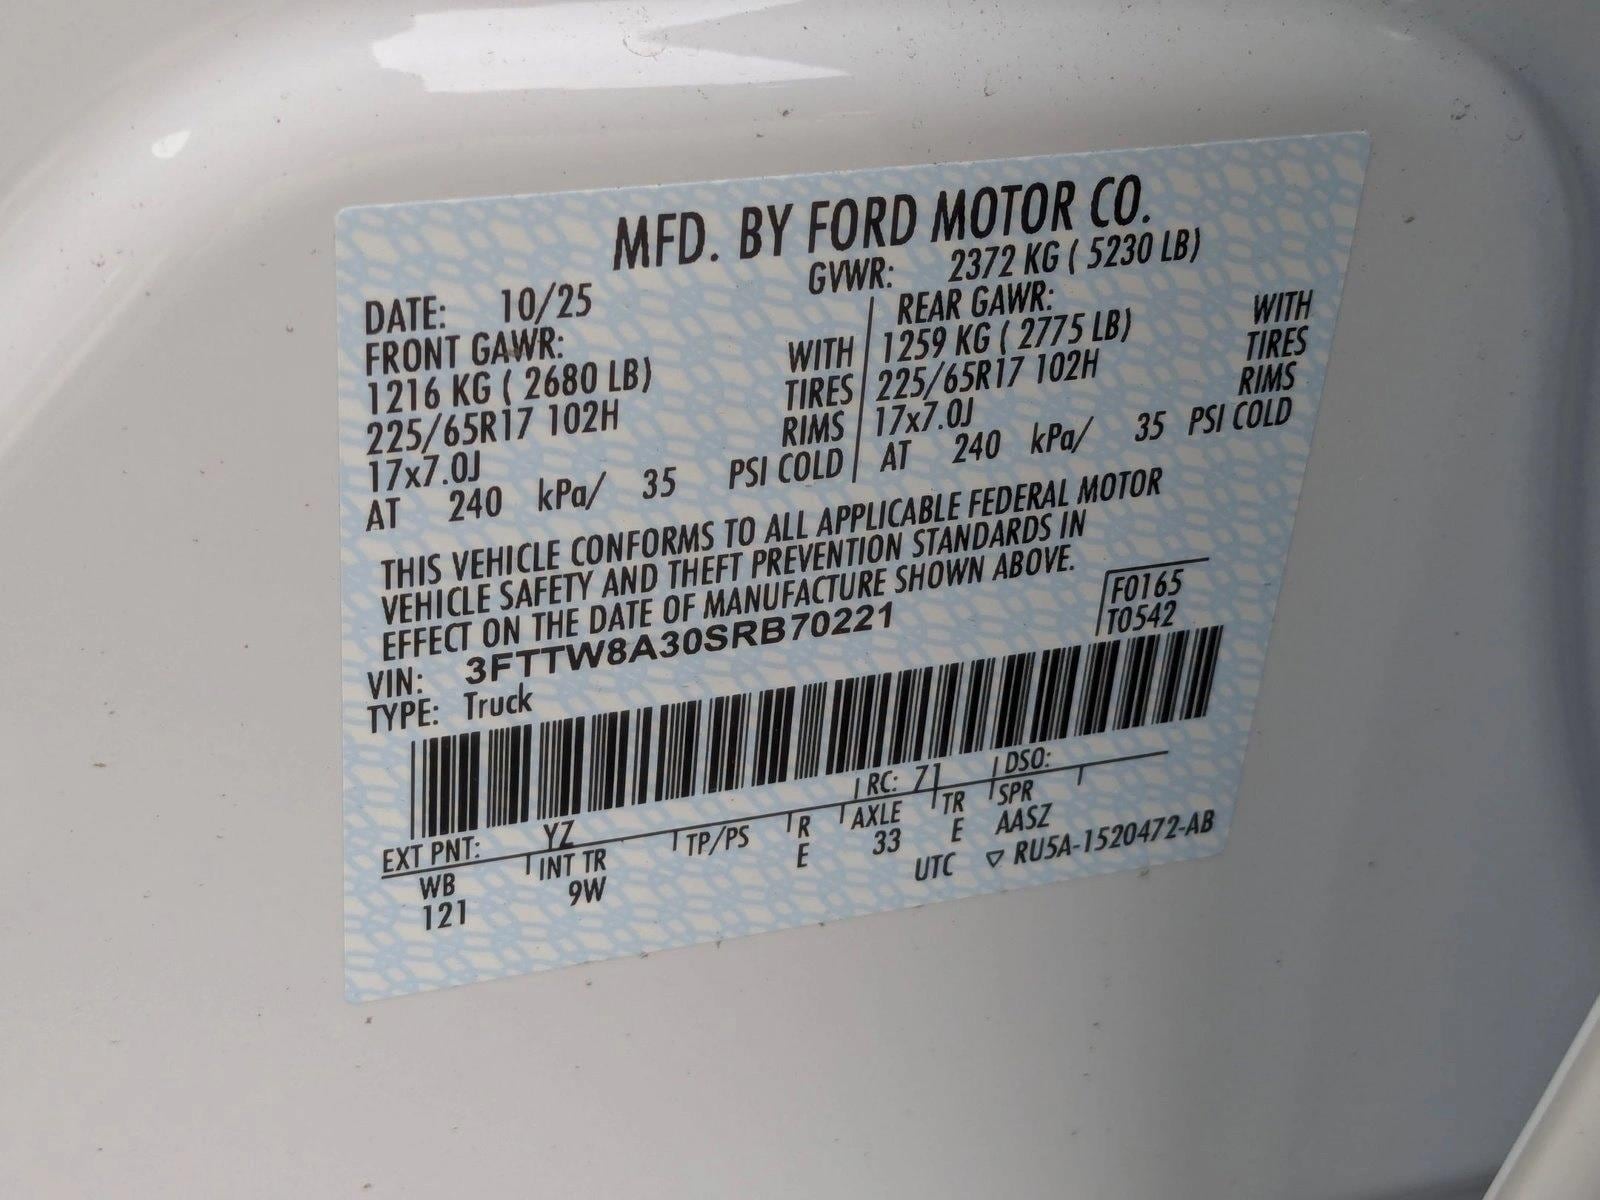 MFD. BY FORD MOTOR CO.
DATE: 10/25 GVWR: 2372 KG ( 5230 LB)
FRONT GAWR: REAR GAWR:
1216 KG ( 2680 LB) WITH 1259 KG ( 2775 LB) WITH
225/65R17 102H TIRES 225/65R17 102H TIRES
17x7.0J RIMS 17x7.0J RIMS
AT 240 kPa/ 35 PSI COLD AT 240 kPa/ 35 PSI COLD
THIS VEHICLE CONFORMS TO ALL APPLICABLE FEDERAL MOTOR
VEHICLE SAFETY AND THEFT PREVENTION STANDARDS IN
EFFECT ON THE DATE OF MANUFACTURE SHOWN ABOVE.
F0165
VIN: 3FTTW8A30SRB70221 T0542
TYPE: Truck
EXT PNT: YZ RC: 71 DSO:
WB INT TR TP/PS R AXLE TR SPR
121 9W E 33 E AASZ
UTC ▽ RU5A-1520472-AB